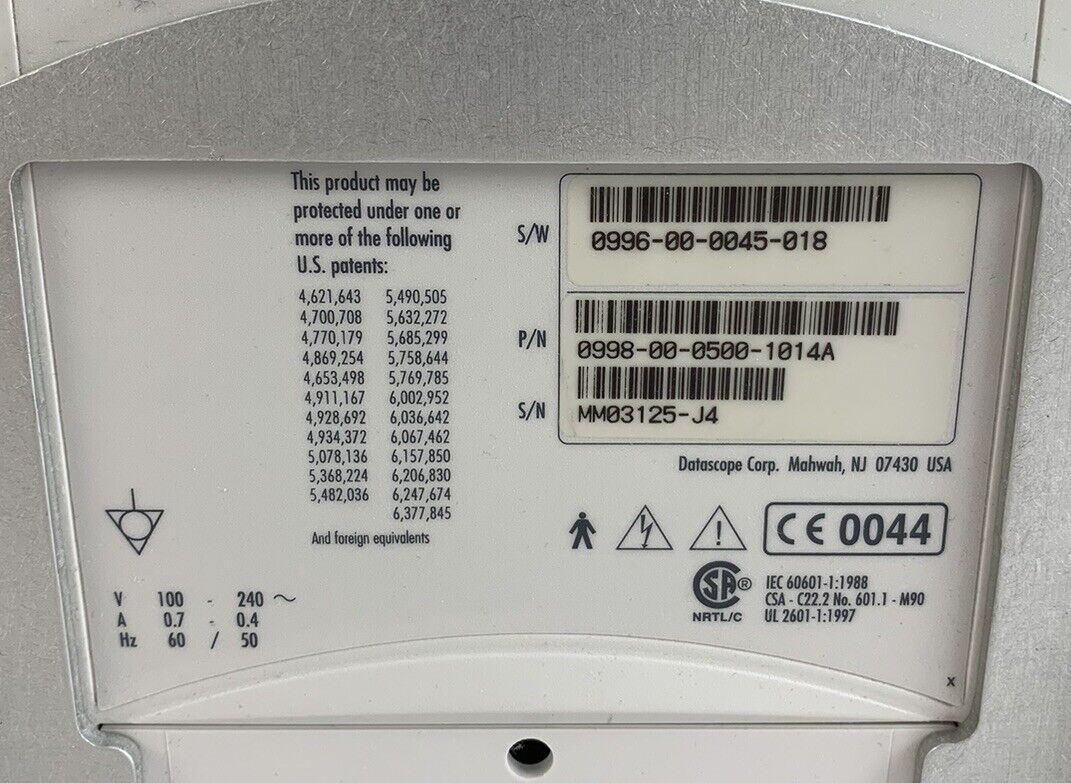 This product may be
protected under one or
more of the following
U.S. patents:
4,621,643 5,490,505
4,700,708 5,632,272
4,770,179 5,685,299
4,869,254 5,758,644
4,653,498 5,769,785
4,911,167 6,002,952
4,928,692 6,036,642
4,934,372 6,067,462
5,078,136 6,157,850
5,368,224 6,206,830
5,482,036 6,247,674
6,377,845
And foreign equivalents
S/W 0996-00-0045-018
P/N 0998-00-0500-1014A
S/N MM03125-J4
Datascope Corp. Mahwah, NJ 07430 USA
CE 0044
SA ®
NRTL/C
IEC 60601-1:1988
CSA - C22.2 No. 601.1 - M90
UL 2601-1:1997
V 100 - 240 ~
A 0.7 - 0.4
Hz 60 / 50
x